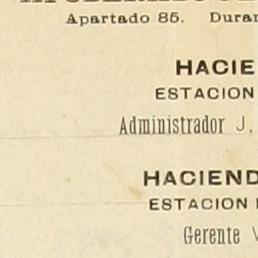 Apartado 85. Duran
HACIE
ESTACION
Administrador J.
HACIEND
ESTACION
Gerente V